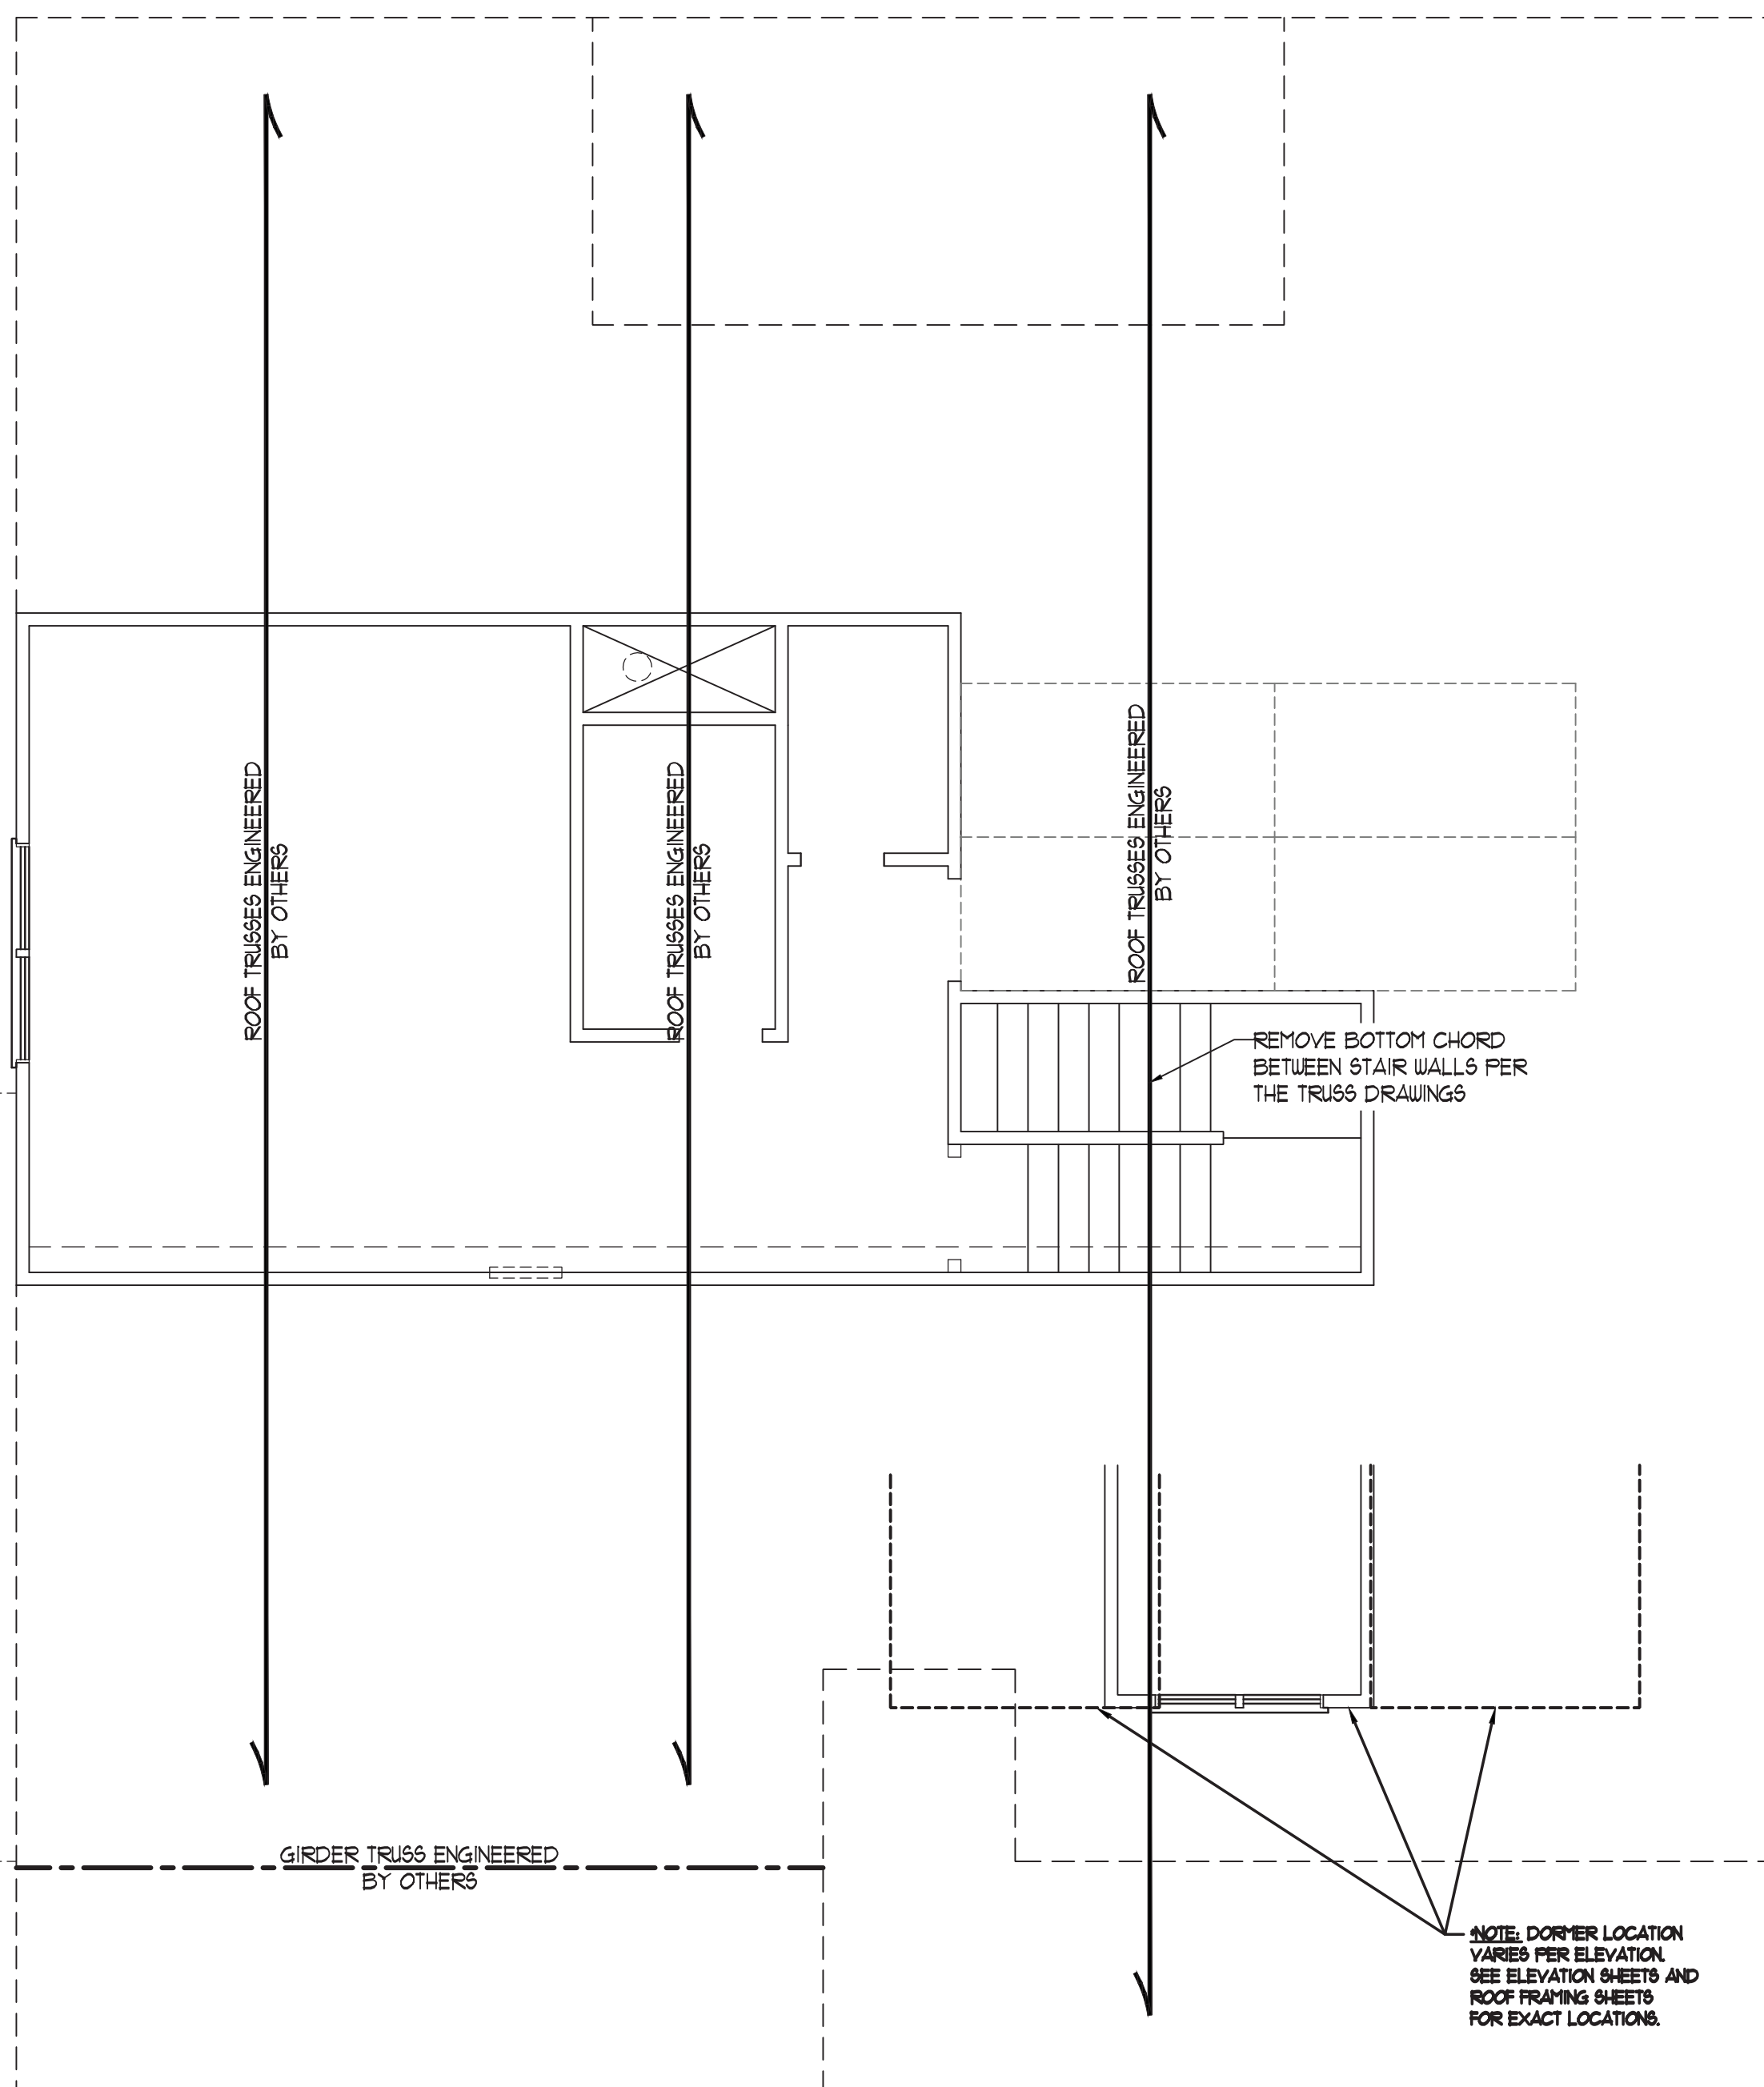 ROOF TRUSSES ENGINEERED
BY OTHERS
ROOF TRUSSES ENGINEERED
BY OTHERS
ROOF TRUSSES ENGINEERED
BY OTHERS
REMOVE BOTTOM CHORD
BETWEEN STAIR WALLS PER
THE TRUSS DRAWINGS
GIRDER TRUSS ENGINEERED
BY OTHERS
*NOTE: DORMER LOCATION
VARIES PER ELEVATION.
SEE ELEVATION SHEETS AND
ROOF FRAMING SHEETS
FOR EXACT LOCATIONS.